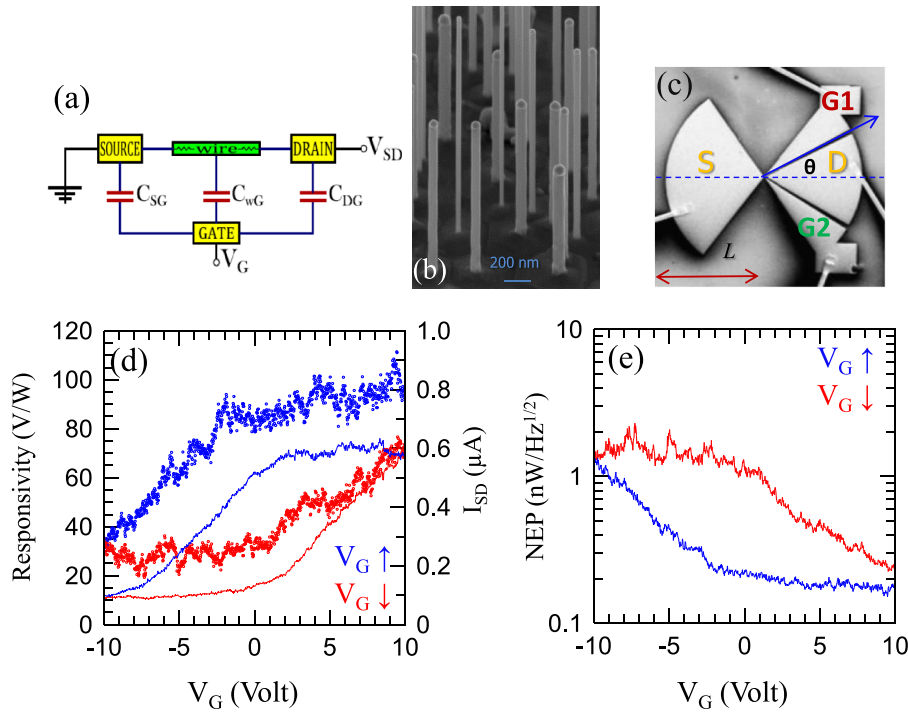 (a)
SOURCE
wire
DRAIN
V_SD
C_SG
C_wG
C_DG
GATE
V_G
(b)
200 nm
(c)
G1
S
θ
D
G2
L
(d)
120
100
80
60
40
20
0
Responsivity (V/W)
1.0
0.8
0.6
0.4
0.2
0
I_SD (μA)
V_G ↑
V_G ↓
-10 -5 0 5 10
V_G (Volt)
(e)
10
1
0.1
NEP (nW/Hz^1/2)
V_G ↑
V_G ↓
-10 -5 0 5 10
V_G (Volt)